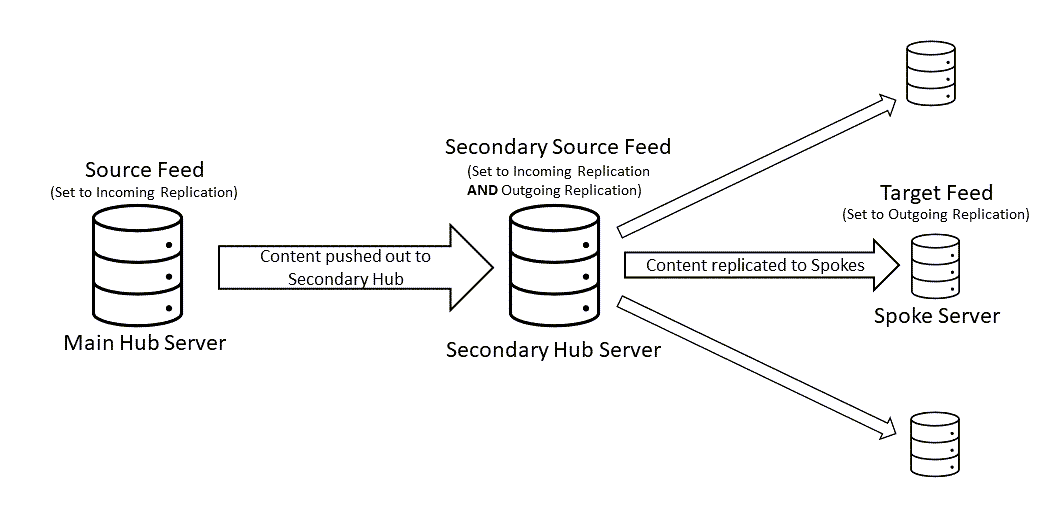 Source Feed
(Set to Incoming Replication)
Main Hub Server
Content pushed out to
Secondary Hub
Secondary Source Feed
(Set to Incoming Replication
AND Outgoing Replication)
Secondary Hub Server
Content replicated to Spokes
Target Feed
(Set to Outgoing Replication)
Spoke Server